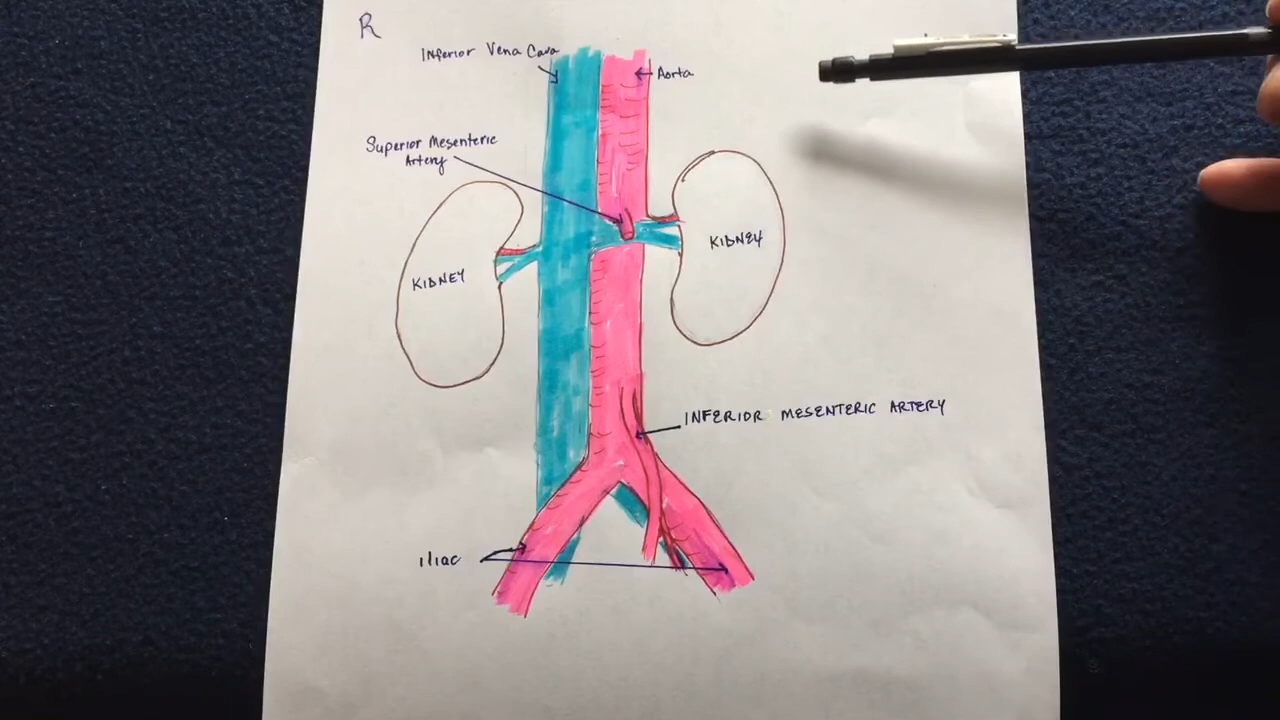 R
Inferior Vena Cava
Aorta
Superior Mesenteric
Artery
KIDNEY
KIDNEY
INFERIOR MESENTERIC ARTERY
iliac